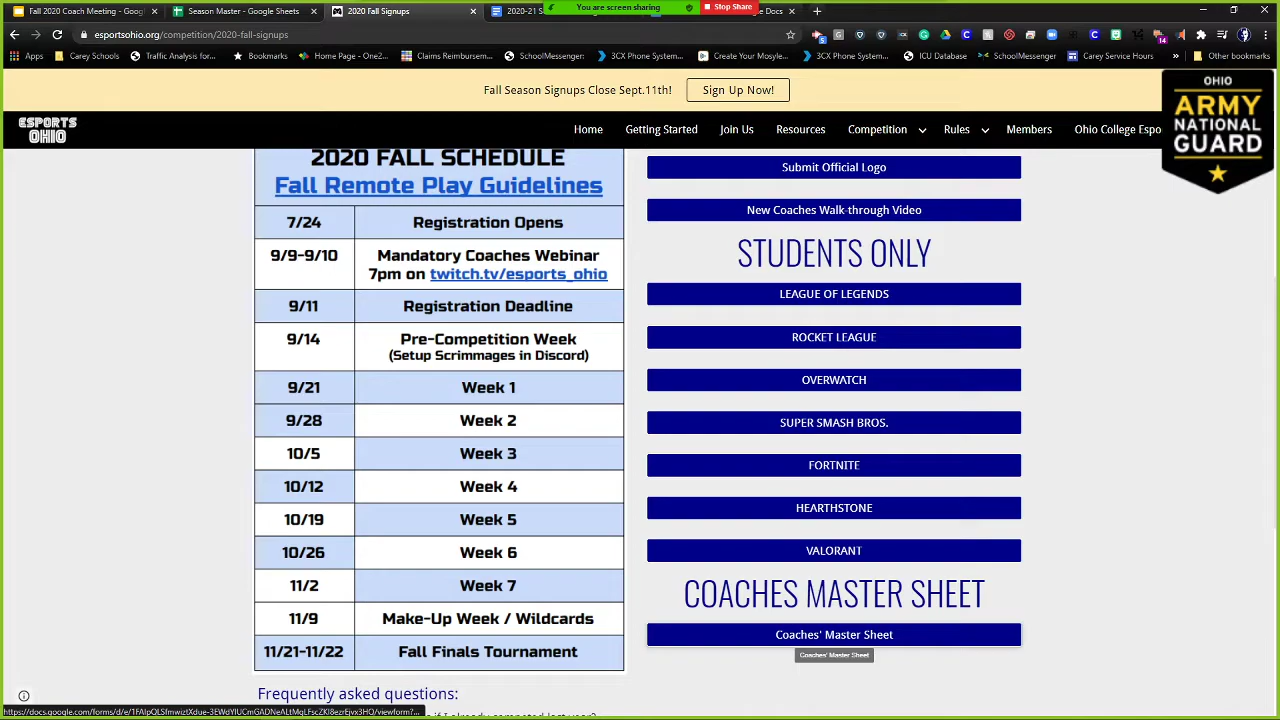 Fall 2020 Coach Meeting - Goog
Season Master - Google Sheets
2020 Fall Signups
2020-21 S
You are screen sharing
Stop Share
le Docs
esportsohio.org/competition/2020-fall-signups
Apps
Carey Schools
Traffic Analysis for...
Bookmarks
Home Page - One2...
Claims Reimbursem...
SchoolMessenger:
3CX Phone System...
Create Your Mosyle...
3CX Phone System...
ICU Database
SchoolMessenger
Carey Service Hours
»
Other bookmarks
Fall Season Signups Close Sept.11th!
Sign Up Now!
ESPORTS
OHIO
Home
Getting Started
Join Us
Resources
Competition
Rules
Members
Ohio College Espo
OHIO
ARMY
NATIONAL
GUARD
2020 FALL SCHEDULE
Fall Remote Play Guidelines
7/24 Registration Opens
9/9-9/10 Mandatory Coaches Webinar
7pm on twitch.tv/esports_ohio
9/11 Registration Deadline
9/14 Pre-Competition Week
(Setup Scrimmages in Discord)
9/21 Week 1
9/28 Week 2
10/5 Week 3
10/12 Week 4
10/19 Week 5
10/26 Week 6
11/2 Week 7
11/9 Make-Up Week / Wildcards
11/21-11/22 Fall Finals Tournament
Submit Official Logo
New Coaches Walk-through Video
STUDENTS ONLY
LEAGUE OF LEGENDS
ROCKET LEAGUE
OVERWATCH
SUPER SMASH BROS.
FORTNITE
HEARTHSTONE
VALORANT
COACHES MASTER SHEET
Coaches' Master Sheet
Coaches' Master Sheet
Frequently asked questions:
if I already competed last year?